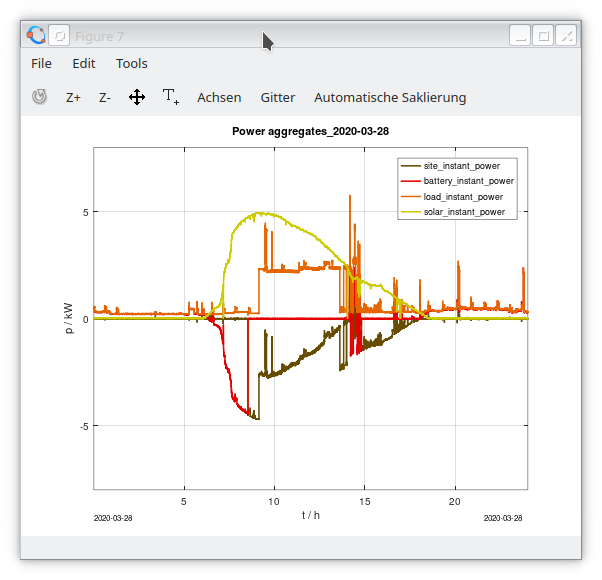 Figure 7
File Edit Tools
Z+ Z- T+ Achsen Gitter Automatische Saklierung
Power aggregates_2020-03-28
site_instant_power
battery_instant_power
load_instant_power
solar_instant_power
5
0
-5
p / kW
5 10 15 20
t / h
2020-03-28 2020-03-28